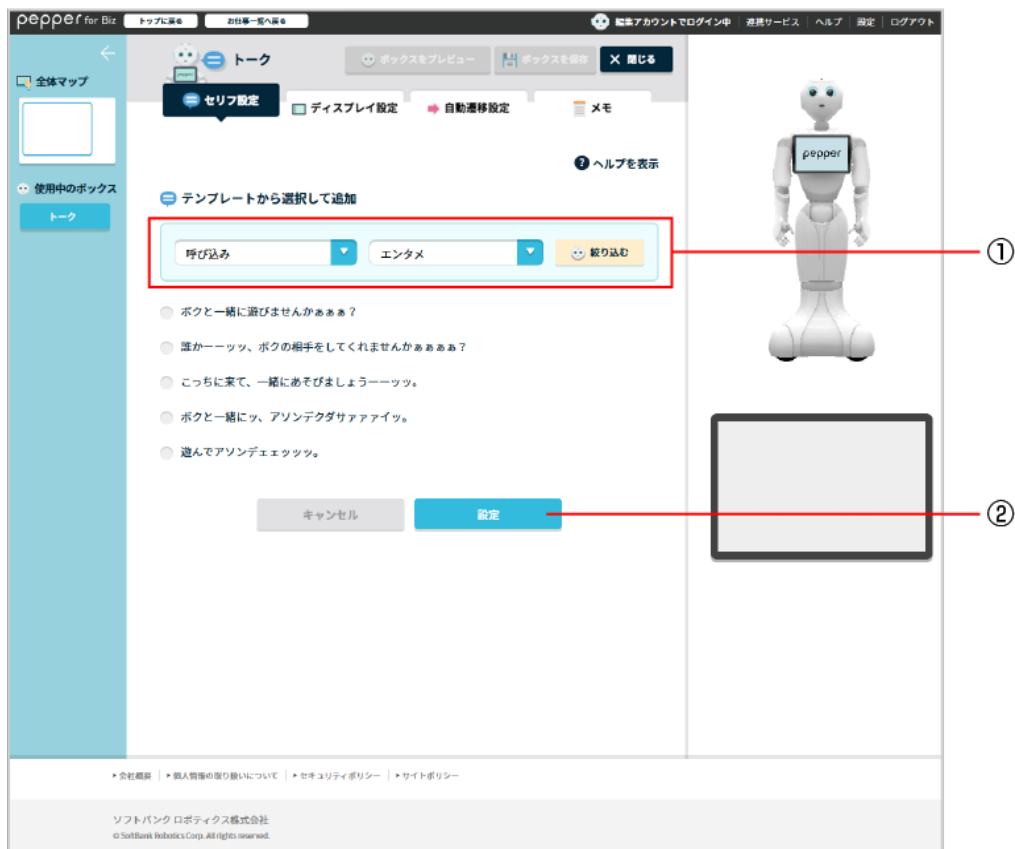 pepper for Biz トップに戻る お仕事一覧へ戻る 編集アカウントでログイン中 連携サービス ヘルプ 設定 ログアウト
全体マップ
使用中のボックス
トーク
トーク ボックスをプレビュー ボックスを保存 × 閉じる
セリフ設定 ディスプレイ設定 自動遷移設定 メモ
? ヘルプを表示
テンプレートから選択して追加
呼び込み エンタメ 絞り込む
①
ボクと一緒に遊びませんかぁぁぁ？
誰かーーッッ、ボクの相手をしてくれませんかぁぁぁぁ？
こっちに来て、一緒にあそびましょうーーッッ。
ボクと一緒にッ、アソンデクダサァァァイッ。
遊んでアソンデェェッッッ。
キャンセル 設定
②
pepper
会社概要 個人情報の取り扱いについて セキュリティポリシー サイトポリシー
ソフトバンク ロボティクス株式会社
© SoftBank Robotics Corp. All rights reserved.